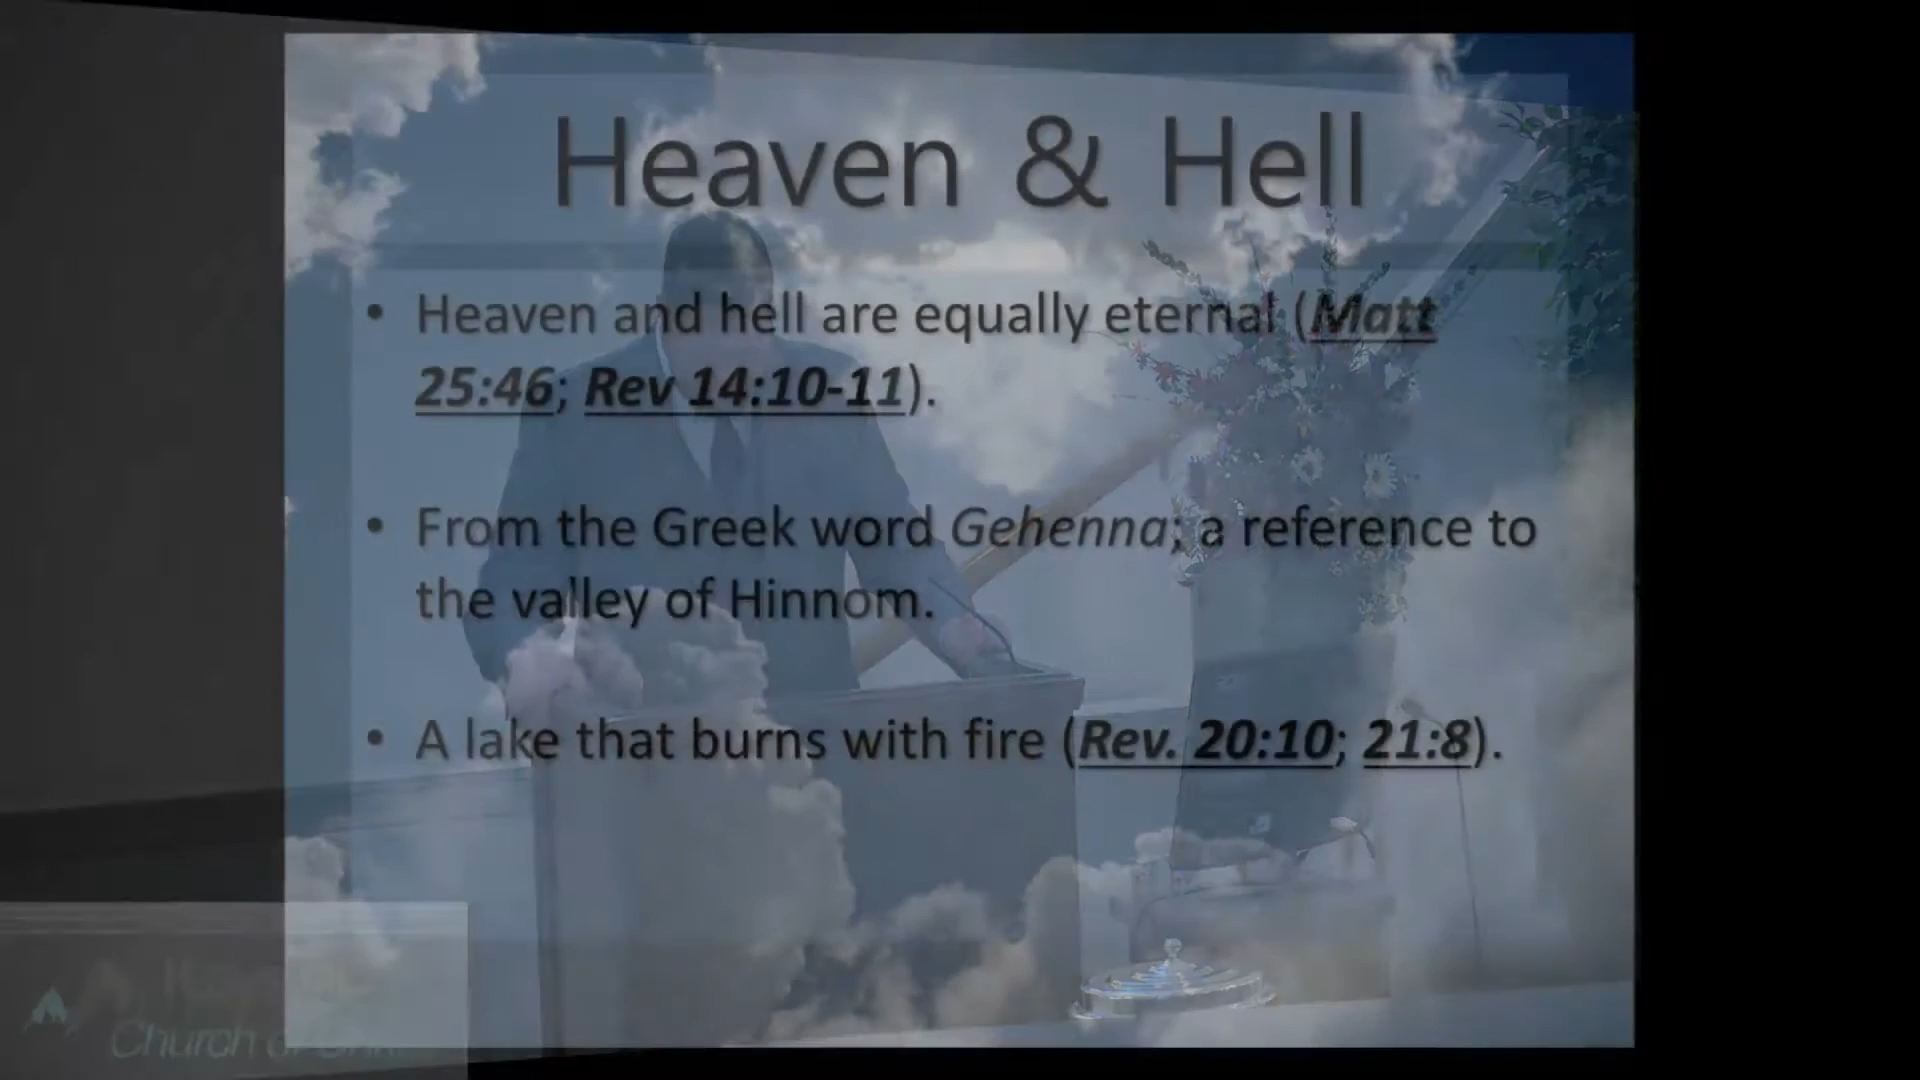 Heaven & Hell
• Heaven and hell are equally eternal (Matt
25:46; Rev 14:10-11).
• From the Greek word Gehenna; a reference to
the valley of Hinnom.
• A lake that burns with fire (Rev. 20:10; 21:8).
Church of